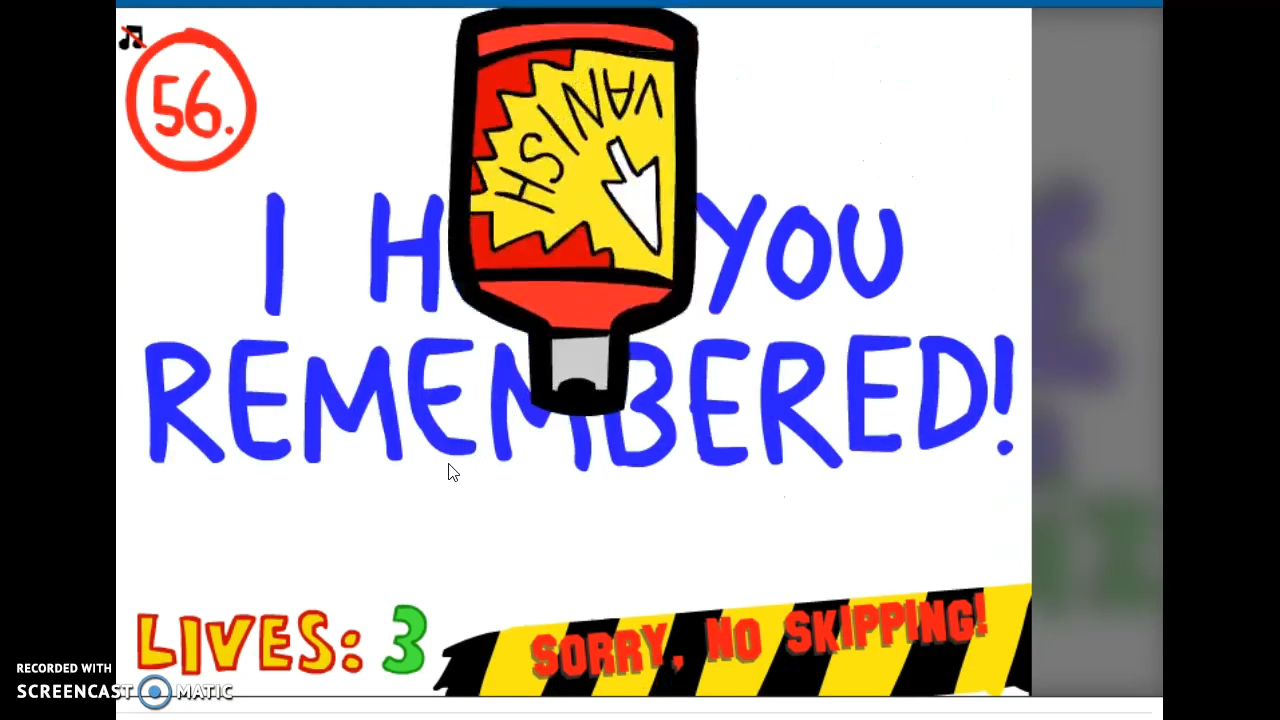 56.
VANISH
I H YOU
REMEMBERED!
LIVES: 3
SORRY, NO SKIPPING!
RECORDED WITH
SCREENCAST MATIC